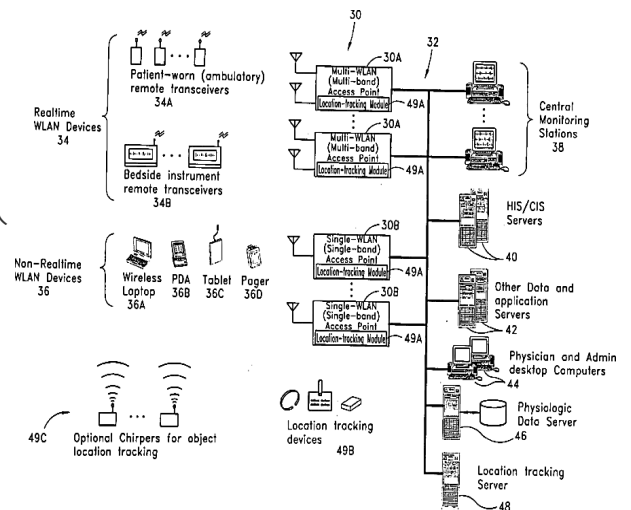 30
32
30A
Multi-WLAN
(Multi-band)
Access Point
Location-tracking Module
49A
30A
Multi-WLAN
(Multi-band)
Access Point
Location-tracking Module
49A
30B
Single-WLAN
(Single-band)
Access Point
Location-tracking Module
49A
30B
Single-WLAN
(Single-band)
Access Point
Location-tracking Module
49A
Patient-worn (ambulatory)
remote transceivers
34A
Realtime
WLAN Devices
34
Bedside instrument
remote transceivers
34B
Non-Realtime
WLAN Devices
36
Wireless
Laptop
36A
PDA
36B
Tablet
36C
Pager
36D
49C
Optional Chirpers for object
location tracking
Location tracking
devices
49B
Central
Monitoring
Stations
38
HIS/CIS
Servers
40
Other Data and
application
Servers
42
Physician and Admin
desktop Computers
44
Physiologic
Data Server
46
Location tracking
Server
48